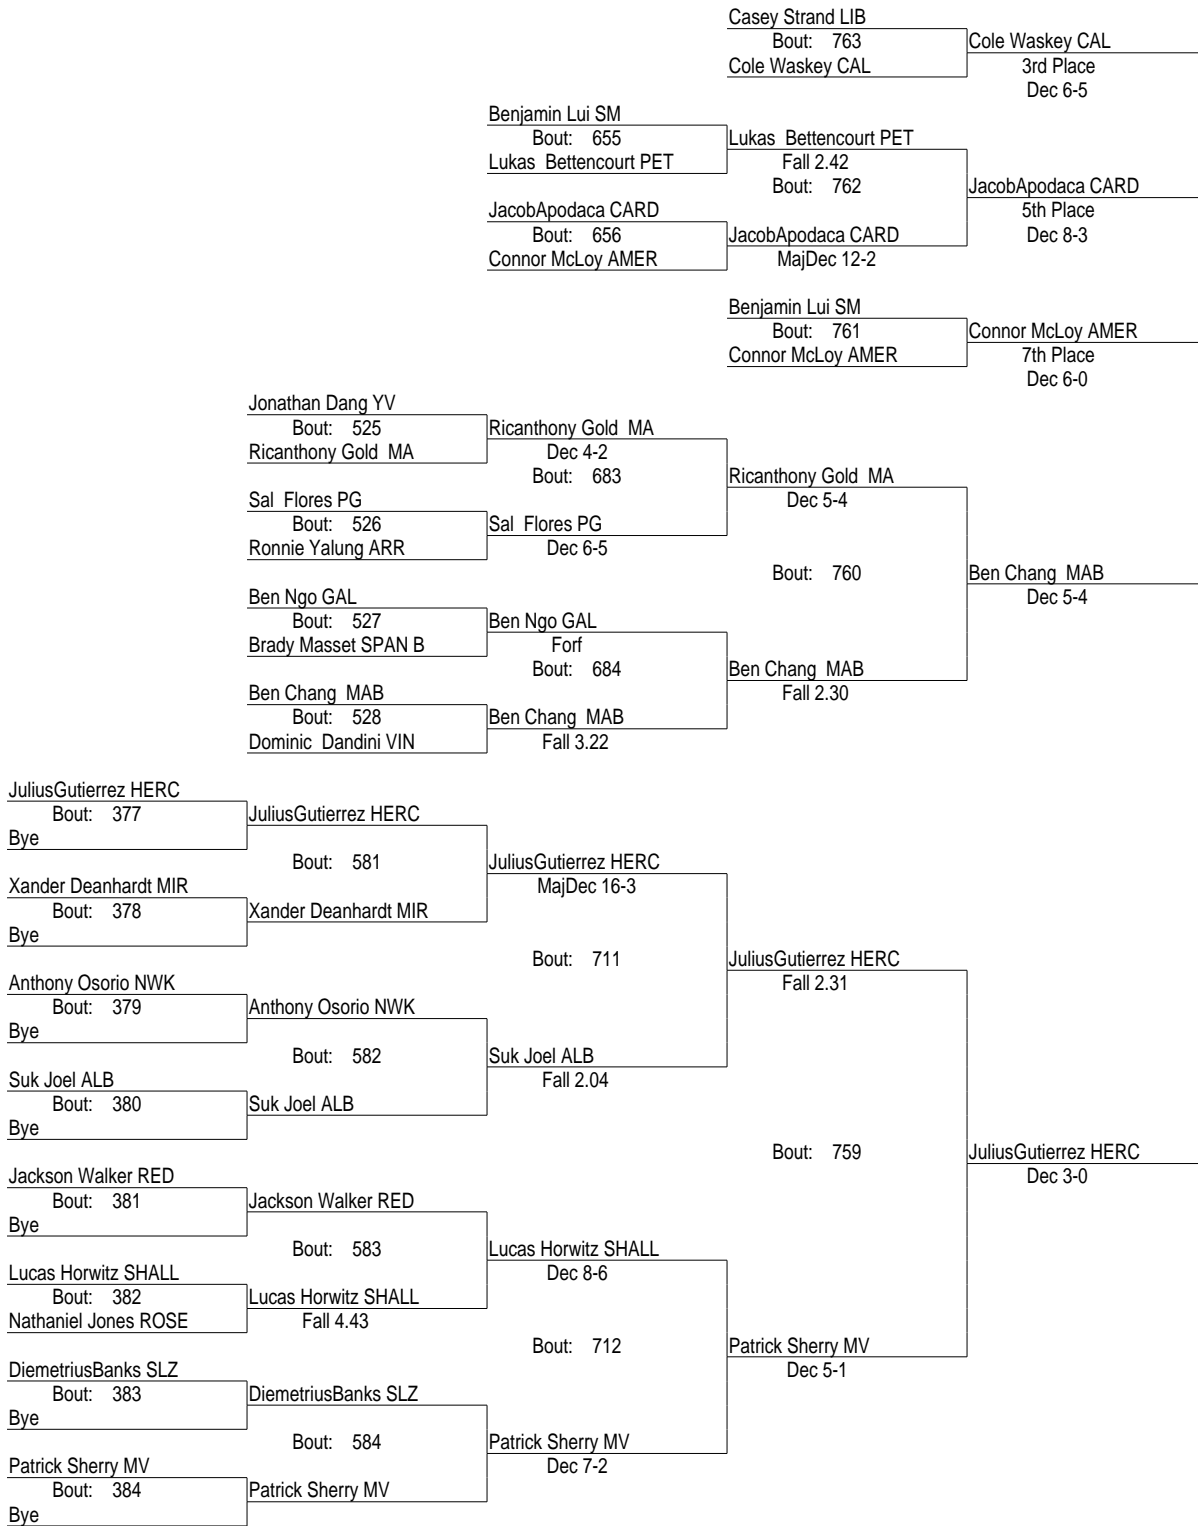 Casey Strand LIB
Bout: 763
Cole Waskey CAL
Cole Waskey CAL
3rd Place
Dec 6-5
Benjamin Lui SM
Bout: 655
Lukas Bettencourt PET
Lukas Bettencourt PET
Fall 2.42
Bout: 762
JacobApodaca CARD
5th Place
Dec 8-3
JacobApodaca CARD
Bout: 656
Connor McLoy AMER
JacobApodaca CARD
MajDec 12-2
Benjamin Lui SM
Bout: 761
Connor McLoy AMER
Connor McLoy AMER
7th Place
Dec 6-0
Jonathan Dang YV
Bout: 525
Ricanthony Gold MA
Ricanthony Gold MA
Dec 4-2
Bout: 683
Ricanthony Gold MA
Dec 5-4
Sal Flores PG
Bout: 526
Ronnie Yalung ARR
Sal Flores PG
Dec 6-5
Bout: 760
Ben Chang MAB
Dec 5-4
Ben Ngo GAL
Bout: 527
Brady Masset SPAN B
Ben Ngo GAL
Forf
Bout: 684
Ben Chang MAB
Fall 2.30
Ben Chang MAB
Bout: 528
Dominic Dandini VIN
Ben Chang MAB
Fall 3.22
JuliusGutierrez HERC
Bout: 377
Bye
JuliusGutierrez HERC
Bout: 581
JuliusGutierrez HERC
MajDec 16-3
Xander Deanhardt MIR
Bout: 378
Bye
Xander Deanhardt MIR
Bout: 711
JuliusGutierrez HERC
Fall 2.31
Anthony Osorio NWK
Bout: 379
Bye
Anthony Osorio NWK
Bout: 582
Suk Joel ALB
Fall 2.04
Suk Joel ALB
Bout: 380
Bye
Suk Joel ALB
Bout: 759
JuliusGutierrez HERC
Dec 3-0
Jackson Walker RED
Bout: 381
Bye
Jackson Walker RED
Bout: 583
Lucas Horwitz SHALL
Dec 8-6
Lucas Horwitz SHALL
Bout: 382
Nathaniel Jones ROSE
Lucas Horwitz SHALL
Fall 4.43
Bout: 712
Patrick Sherry MV
Dec 5-1
DiemetriusBanks SLZ
Bout: 383
Bye
DiemetriusBanks SLZ
Bout: 584
Patrick Sherry MV
Dec 7-2
Patrick Sherry MV
Bout: 384
Bye
Patrick Sherry MV